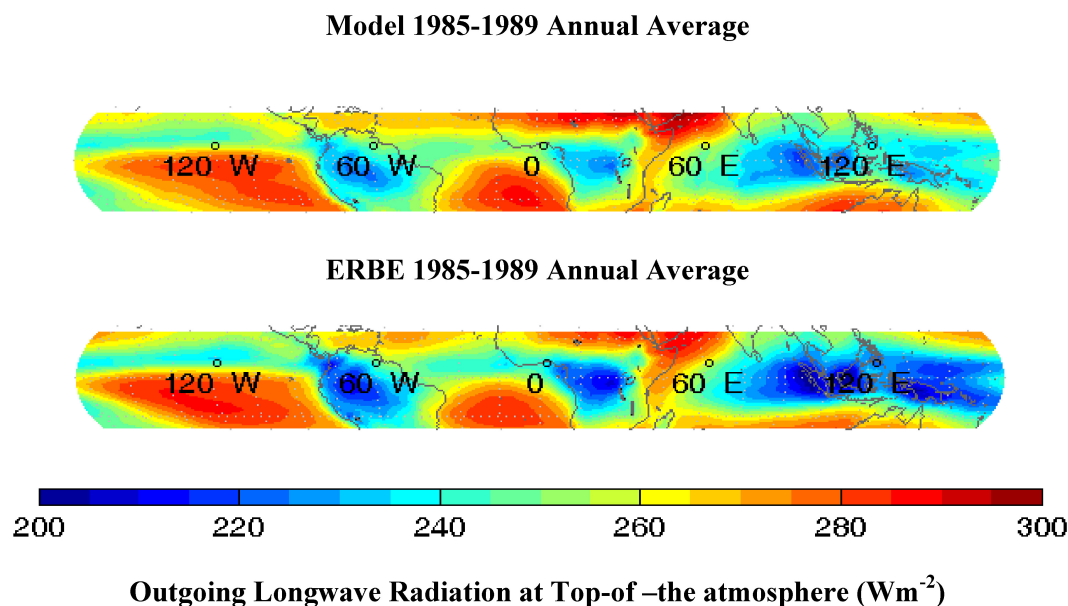 Model 1985-1989 Annual Average
120 W 60 W 0 60 E 120 E
ERBE 1985-1989 Annual Average
120 W 60 W 0 60 E 120 E
200 220 240 260 280 300
Outgoing Longwave Radiation at Top-of –the atmosphere (Wm⁻²)